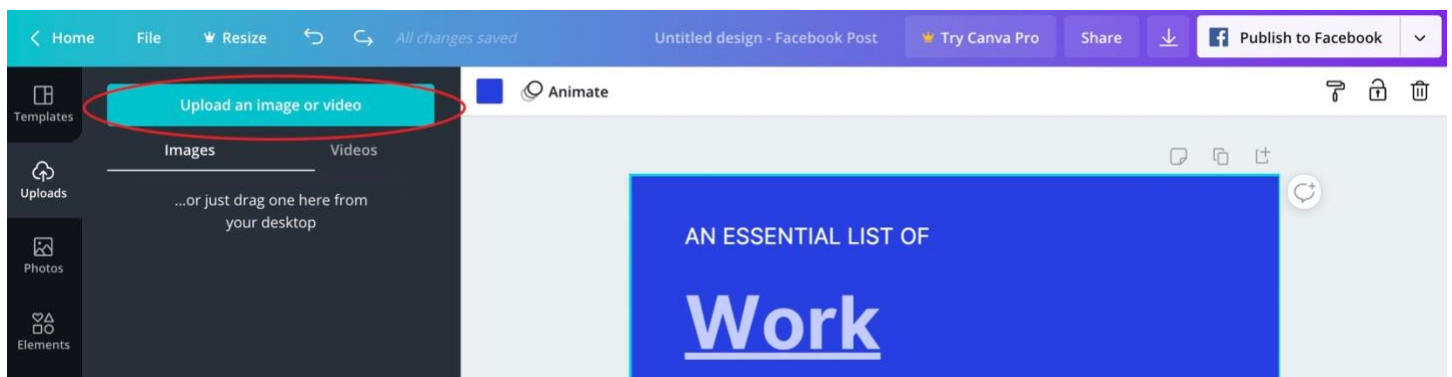 Home File Resize All changes saved Untitled design - Facebook Post Try Canva Pro Share Publish to Facebook
Templates
Upload an image or video
Animate
Images Videos
Uploads
...or just drag one here from
your desktop
Photos
Elements
AN ESSENTIAL LIST OF
Work